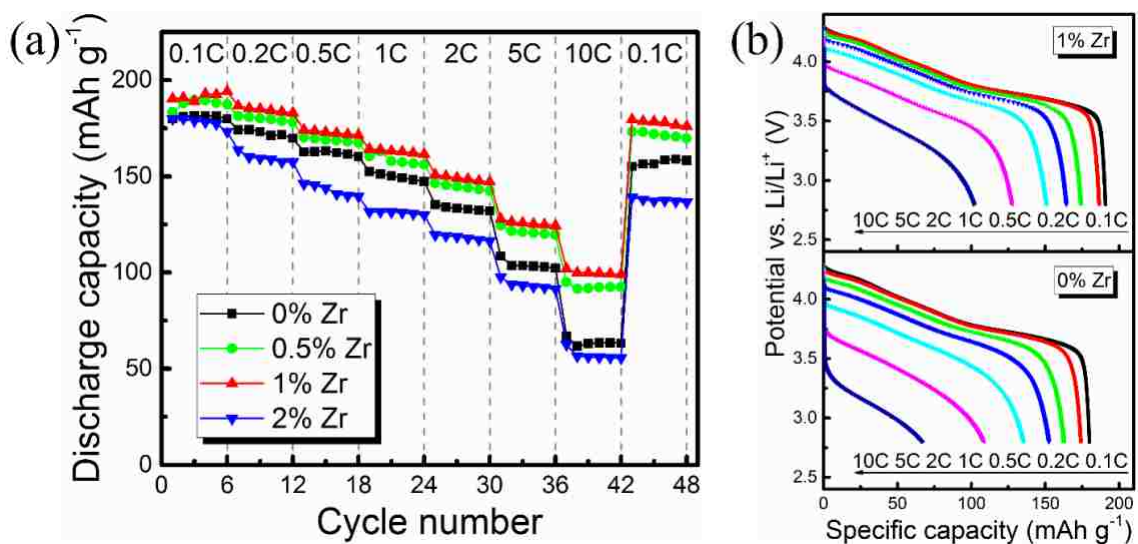 (a)
0.1C 0.2C 0.5C 1C 2C 5C 10C 0.1C
Discharge capacity (mAh g⁻¹)
200
150
100
50
0
0% Zr
0.5% Zr
1% Zr
2% Zr
0 6 12 18 24 30 36 42 48
Cycle number
(b)
1% Zr
4.0
3.5
3.0
2.5
10C 5C 2C 1C 0.5C 0.2C 0.1C
Potential vs. Li/Li⁺ (V)
0% Zr
4.0
3.5
3.0
2.5
10C 5C 2C 1C 0.5C 0.2C 0.1C
0 50 100 150 200
Specific capacity (mAh g⁻¹)